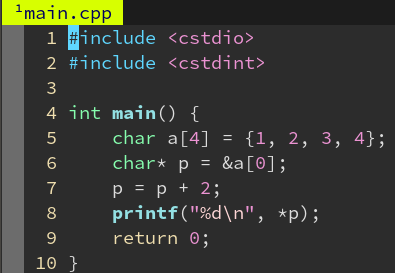 ¹main.cpp
1 #include <cstdio>
2 #include <cstdint>
3
4 int main() {
5     char a[4] = {1, 2, 3, 4};
6     char* p = &a[0];
7     p = p + 2;
8     printf("%d\n", *p);
9     return 0;
10 }